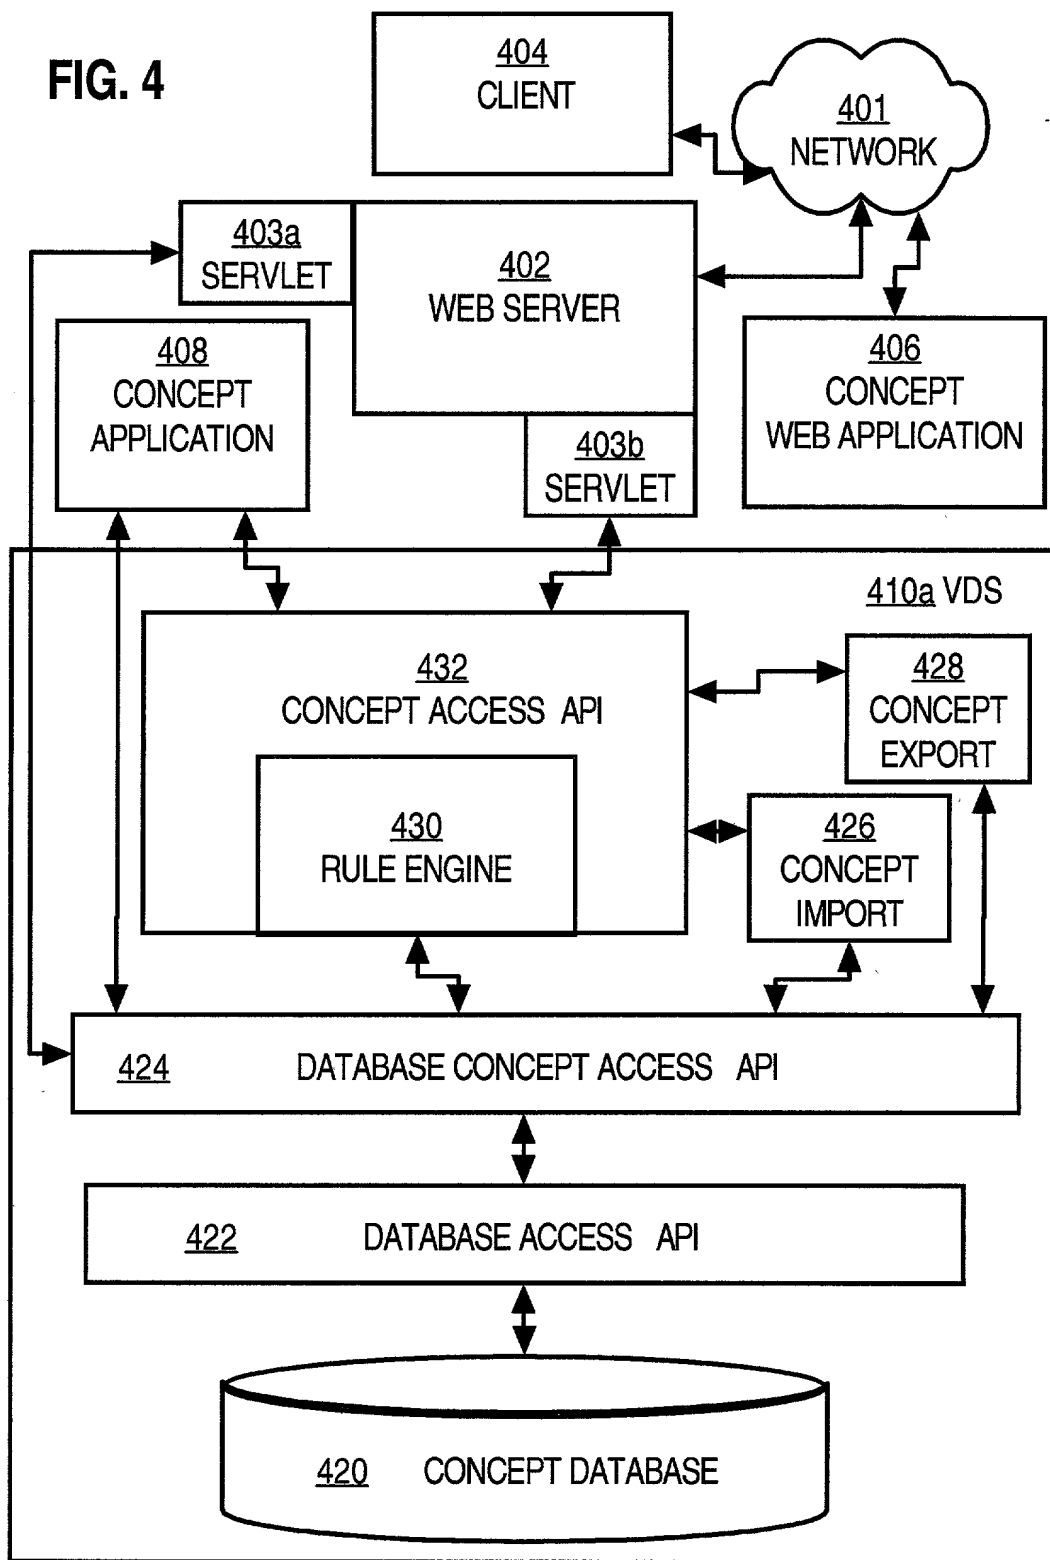 FIG. 4
404
CLIENT
401
NETWORK
403a
SERVLET
402
WEB SERVER
408
CONCEPT
APPLICATION
406
CONCEPT
WEB APPLICATION
403b
SERVLET
410a VDS
432
CONCEPT ACCESS API
428
CONCEPT
EXPORT
430
RULE ENGINE
426
CONCEPT
IMPORT
424 DATABASE CONCEPT ACCESS API
422 DATABASE ACCESS API
420 CONCEPT DATABASE